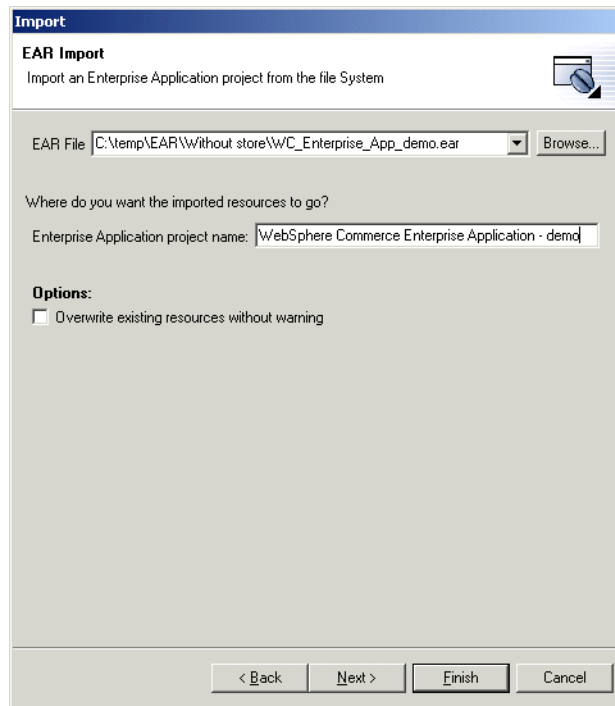 Import
EAR Import
Import an Enterprise Application project from the file System
EAR File C:\temp\EAR\Without store\WC_Enterprise_App_demo.ear Browse...
Where do you want the imported resources to go?
Enterprise Application project name: WebSphere Commerce Enterprise Application - demo
Options:
Overwrite existing resources without warning
< Back Next > Finish Cancel